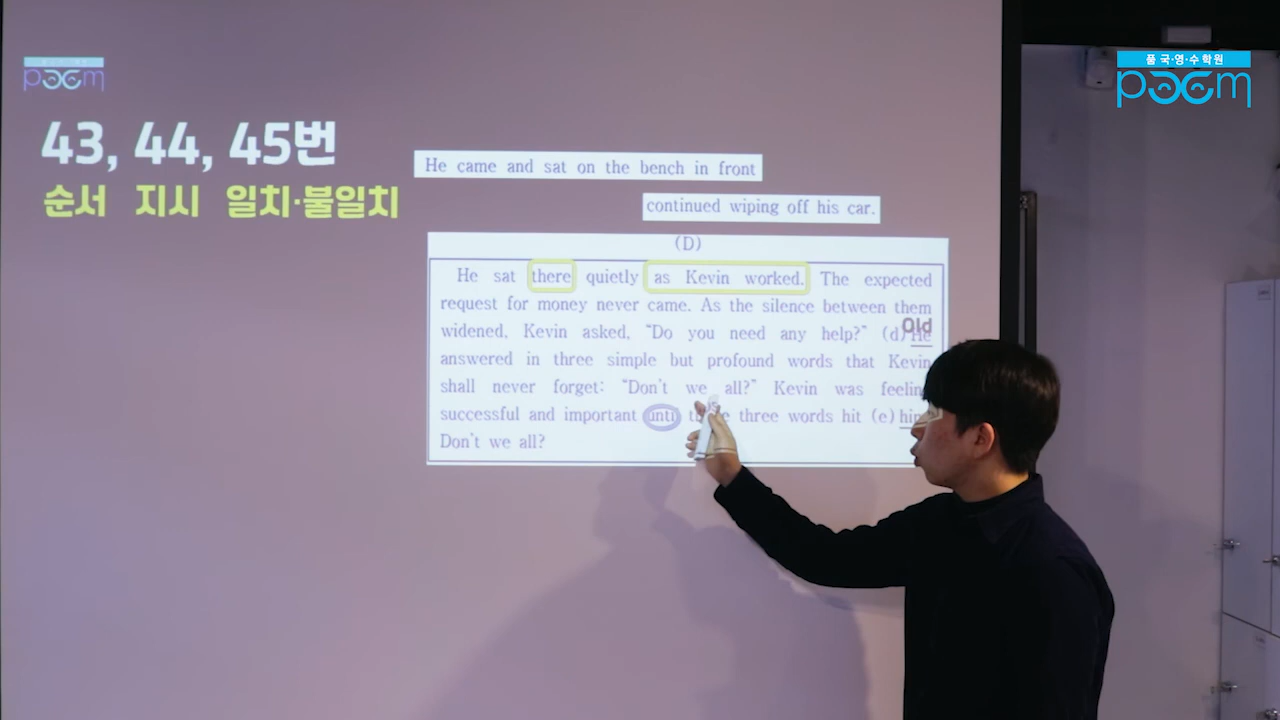 품 국·영·수학원
poem
poem
43, 44, 45번
순서 지시 일치·불일치
He came and sat on the bench in front
continued wiping off his car.
(D)
He sat there quietly as Kevin worked. The expected
request for money never came. As the silence between them
widened, Kevin asked, “Do you need any help?” (d) He
Old
answered in three simple but profound words that Kevin
shall never forget: “Don't we all?” Kevin was feeling
successful and important until these three words hit (e) him.
Don't we all?